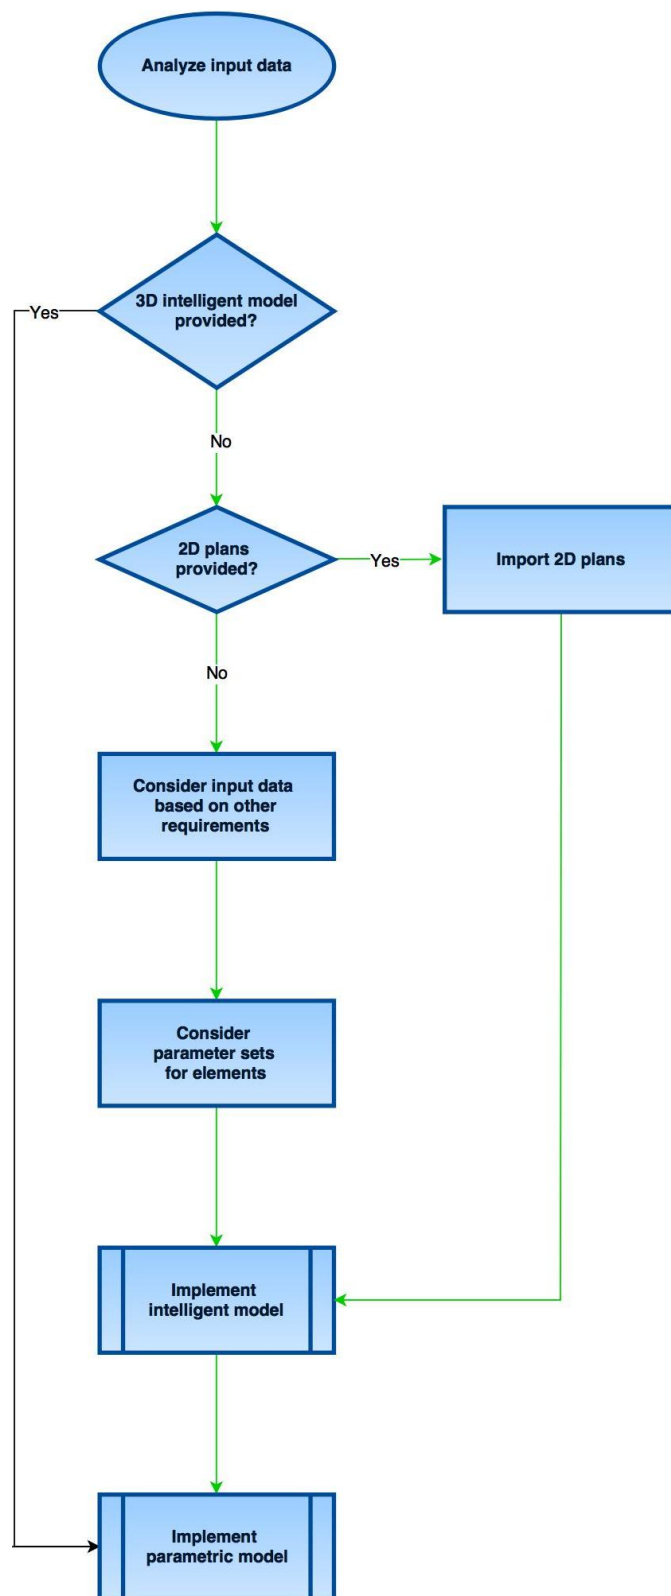 Analyze input data
3D intelligent model
provided?
Yes
No
2D plans
provided?
Yes
Import 2D plans
No
Consider input data
based on other
requirements
Consider
parameter sets
for elements
Implement
intelligent model
Implement
parametric model